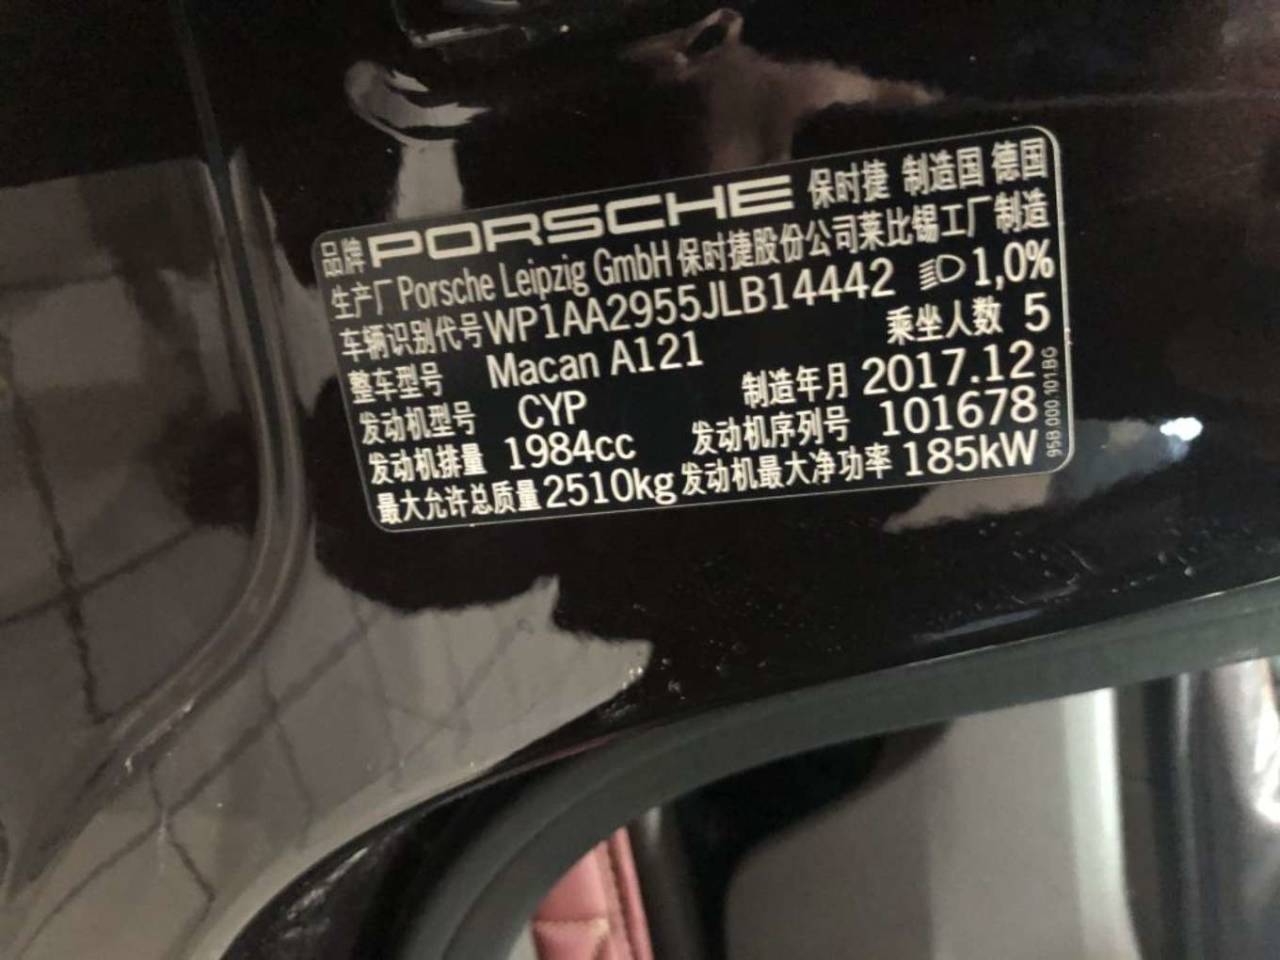 品牌 PORSCHE 保时捷 制造国 德国
生产厂 Porsche Leipzig GmbH 保时捷股份公司莱比锡工厂制造
车辆识别代号 WP1AA2955JLB14442 1,0%
整车型号 Macan A121 乘坐人数 5
发动机型号 CYP 制造年月 2017.12
发动机排量 1984cc 发动机序列号 101678
最大允许总质量 2510kg 发动机最大净功率 185kW
95B.000.101.BG